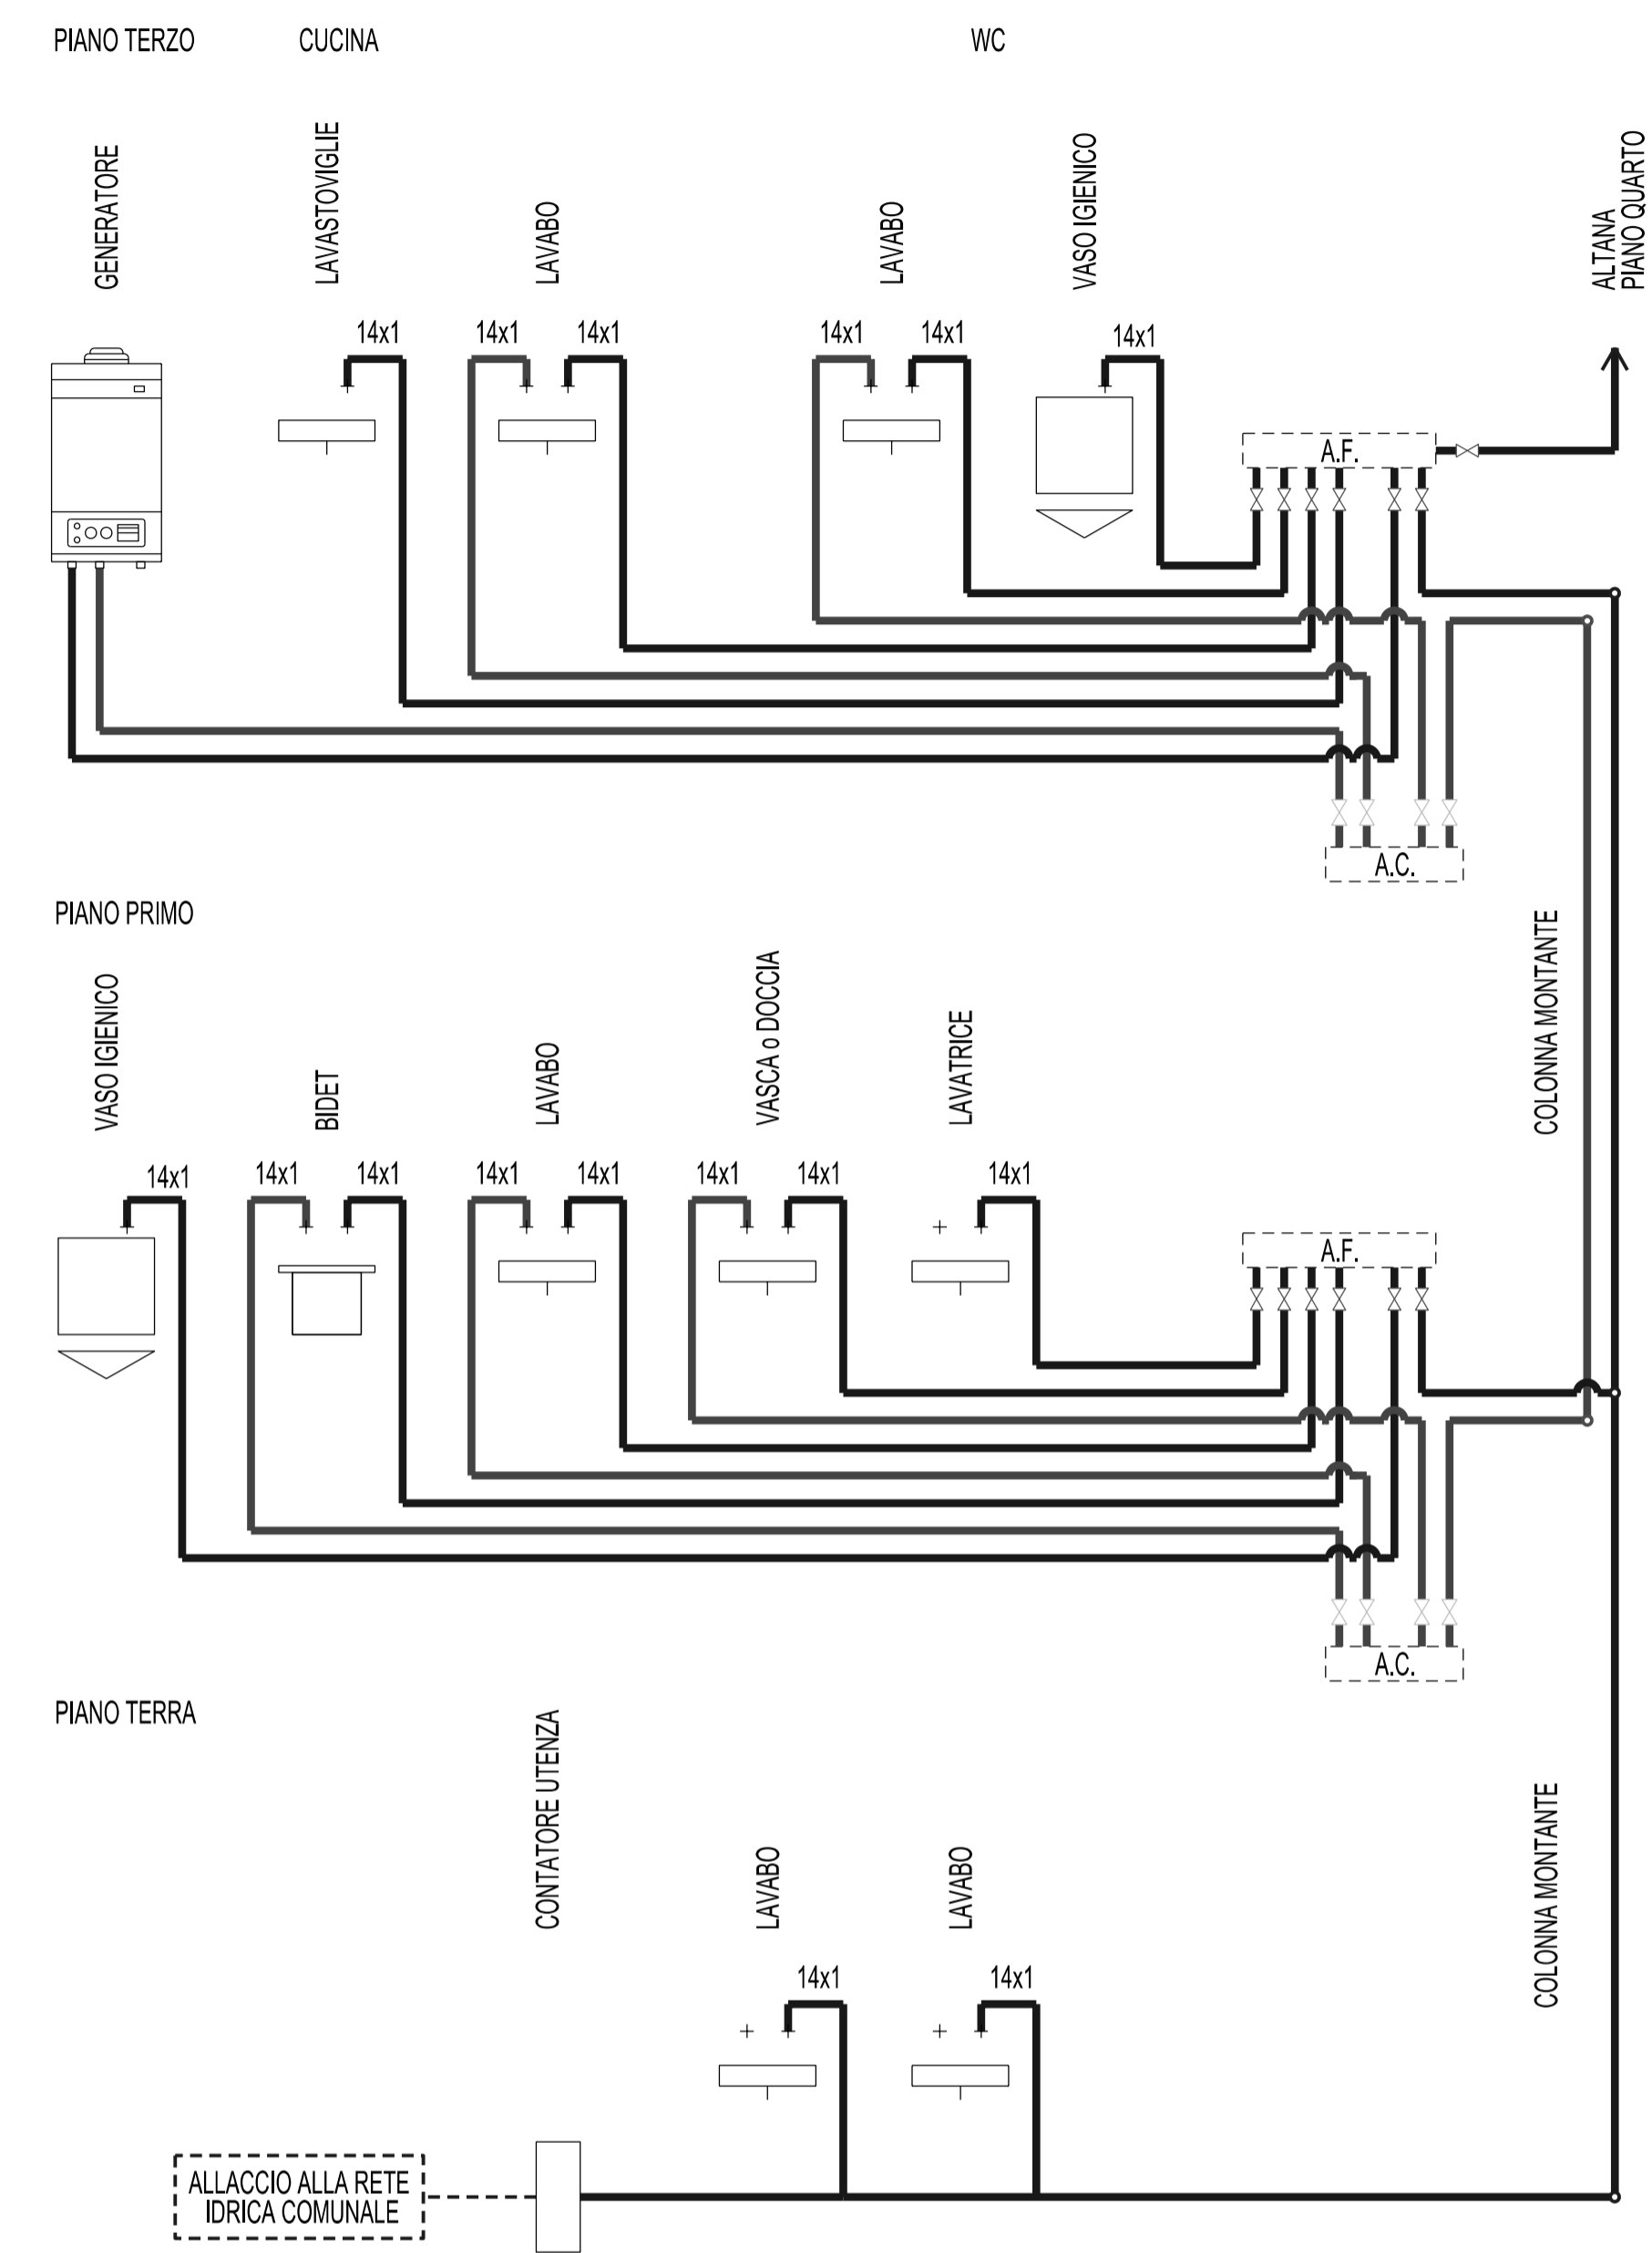 PIANO TERZO
CUCINA
WC
GENERATORE
LAVASTOVIGLIE
LAVABO
LAVABO
VASO IGIENICO
ALTANA
PIANO QUARTO
14x1
14x1
14x1
14x1
14x1
14x1
A.F.
A.C.
PIANO PRIMO
COLONNA MONTANTE
VASO IGIENICO
BIDET
LAVABO
VASCA o DOCCIA
LAVATRICE
14x1
14x1
14x1
14x1
14x1
14x1
14x1
14x1
A.F.
A.C.
PIANO TERRA
CONTATORE UTENZA
LAVABO
LAVABO
COLONNA MONTANTE
14x1
14x1
ALLACCIO ALLA RETE
IDRICA COMUNALE